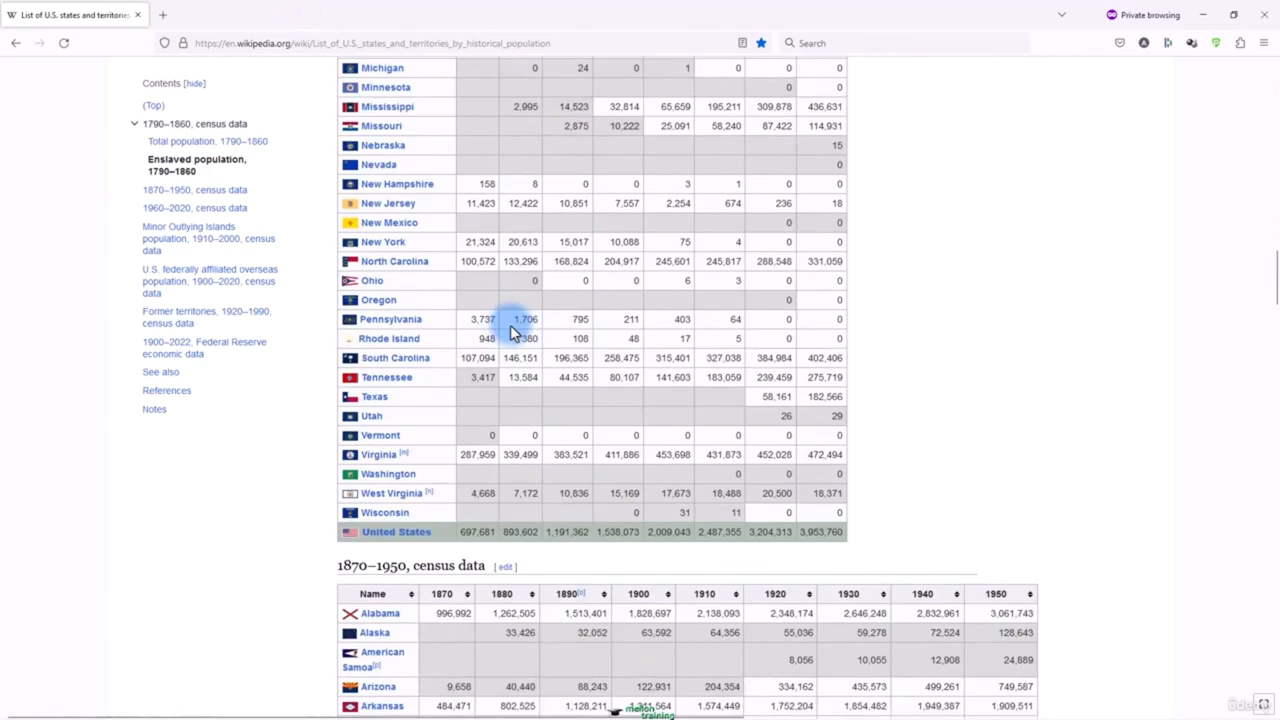 List of U.S. states and territories
Private browsing
https://en.wikipedia.org/wiki/List_of_U.S._states_and_territories_by_historical_population
Search
Contents [hide]
(Top)
1790–1860, census data
Total population, 1790–1860
Enslaved population,
1790–1860
1870–1950, census data
1960–2020, census data
Minor Outlying Islands
population, 1910–2000, census
data
U.S. federally affiliated overseas
population, 1900–2020, census
data
Former territories, 1920–1990,
census data
1900–2022, Federal Reserve
economic data
See also
References
Notes
Michigan 0 24 0 1 0 0 0
Minnesota 0 0
Mississippi 2,995 14,523 32,814 65,659 195,211 309,878 436,631
Missouri 2,875 10,222 25,091 58,240 87,422 114,931
Nebraska 15
Nevada 0
New Hampshire 158 8 0 0 3 1 0 0
New Jersey 11,423 12,422 10,851 7,557 2,254 674 236 18
New Mexico 0 0
New York 21,324 20,613 15,017 10,088 75 4 0 0
North Carolina 100,572 133,296 168,824 204,917 245,601 245,817 288,548 331,059
Ohio 0 0 0 6 3 0 0
Oregon 0 0
Pennsylvania 3,737 1,706 795 211 403 64 0 0
Rhode Island 948 380 108 48 17 5 0 0
South Carolina 107,094 146,151 196,365 258,475 315,401 327,038 384,984 402,406
Tennessee 3,417 13,584 44,535 80,107 141,603 183,059 239,459 275,719
Texas 58,161 182,566
Utah 26 29
Vermont 0 0 0 0 0 0 0 0
Virginia [m] 287,959 339,499 383,521 411,886 453,698 431,873 452,028 472,494
Washington 0 0 0
West Virginia [n] 4,668 7,172 10,836 15,169 17,673 18,488 20,500 18,371
Wisconsin 0 31 11 0 0
United States 697,681 893,602 1,191,362 1,538,073 2,009,043 2,487,355 3,204,313 3,953,760
1870–1950, census data [ edit ]
Name 1870 1880 1890[o] 1900 1910 1920 1930 1940 1950
Alabama 996,992 1,262,505 1,513,401 1,828,697 2,138,093 2,348,174 2,646,248 2,832,961 3,061,743
Alaska 33,426 32,052 63,592 64,356 55,036 59,278 72,524 128,643
American
Samoa[p] 8,056 10,055 12,908 24,889
Arizona 9,658 40,440 88,243 122,931 204,354 334,162 435,573 499,261 749,587
Arkansas 484,471 802,525 1,128,211 1,574,449 1,752,204 1,854,482 1,949,387 1,909,511
mellon
training